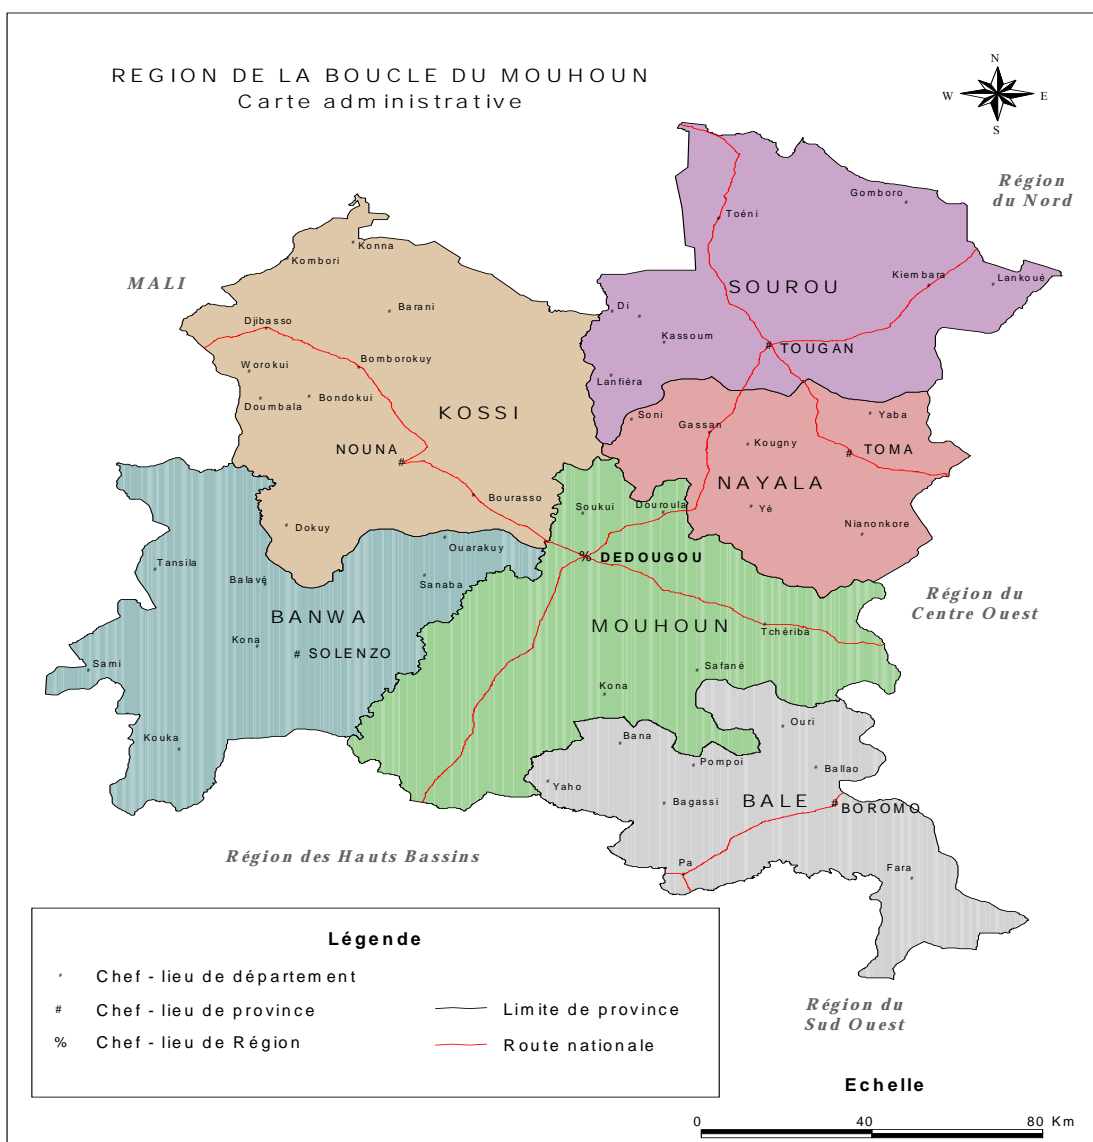 REGION DE LA BOUCLE DU MOUHOUN
Carte administrative
N
W E
S
Région
du Nord
MALI
Gomboro
Toéni
Konna
Kombori
Kiembara
Lankoué
SOUROU
Barani
Di
Djibasso
Kassoum
TOUGAN
Worokui
Bomborokuy
Lanfiéra
Doumbala
Bondokui
KOSSI
Soni
Gassan
Yaba
Kougny
NOUNA
TOMA
NAYALA
Bourasso
Soukui
Douroula
Yé
Nianonkore
Dokuy
Ouarakuy
% DEDOUGOU
Tansila
Balavé
Sanaba
Région du
Centre Ouest
BANWA
MOUHOUN
Tchériba
Kona
# SOLENZO
Sami
Safané
Kona
Ouri
Kouka
Bana
Pompoi
Ballao
Yaho
Bagassi
BALE
# BOROMO
Région des Hauts Bassins
Pa
Fara
Légende
Chef - lieu de département
# Chef - lieu de province
Limite de province
% Chef - lieu de Région
Route nationale
Région du
Sud Ouest
Echelle
0 40 80 Km